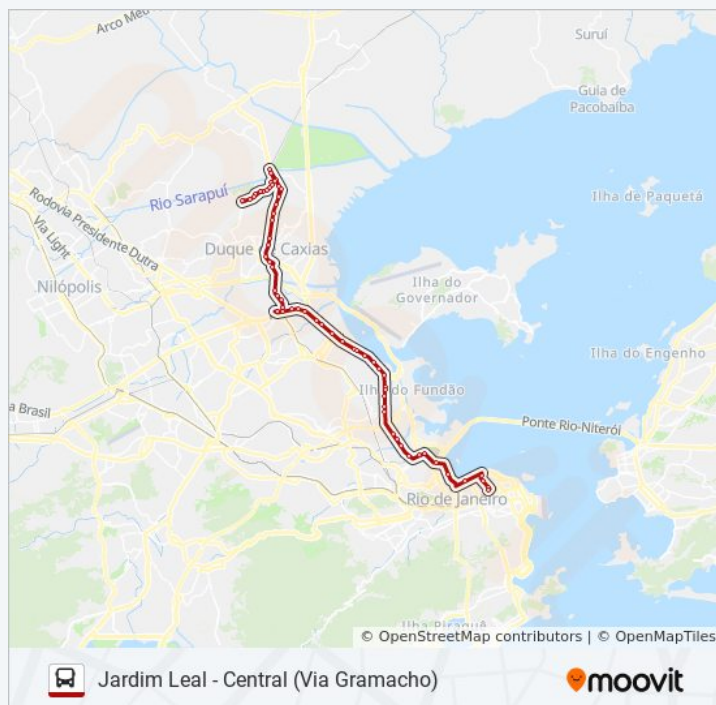 Arco Met
Suruí
Guia de
Pacobaíba
Rio Sarapuí
Ilha de Paquetá
Rodovia Presidente Dutra
Via Light
Duque de Caxias
Nilópolis
Ilha do
Governador
Ilha do Engenho
Ilha do Fundão
a Brasil
Ponte Rio-Niterói
Rio de Janeiro
© OpenStreetMap contributors | © OpenMapTiles
Jardim Leal - Central (Via Gramacho)
moovit